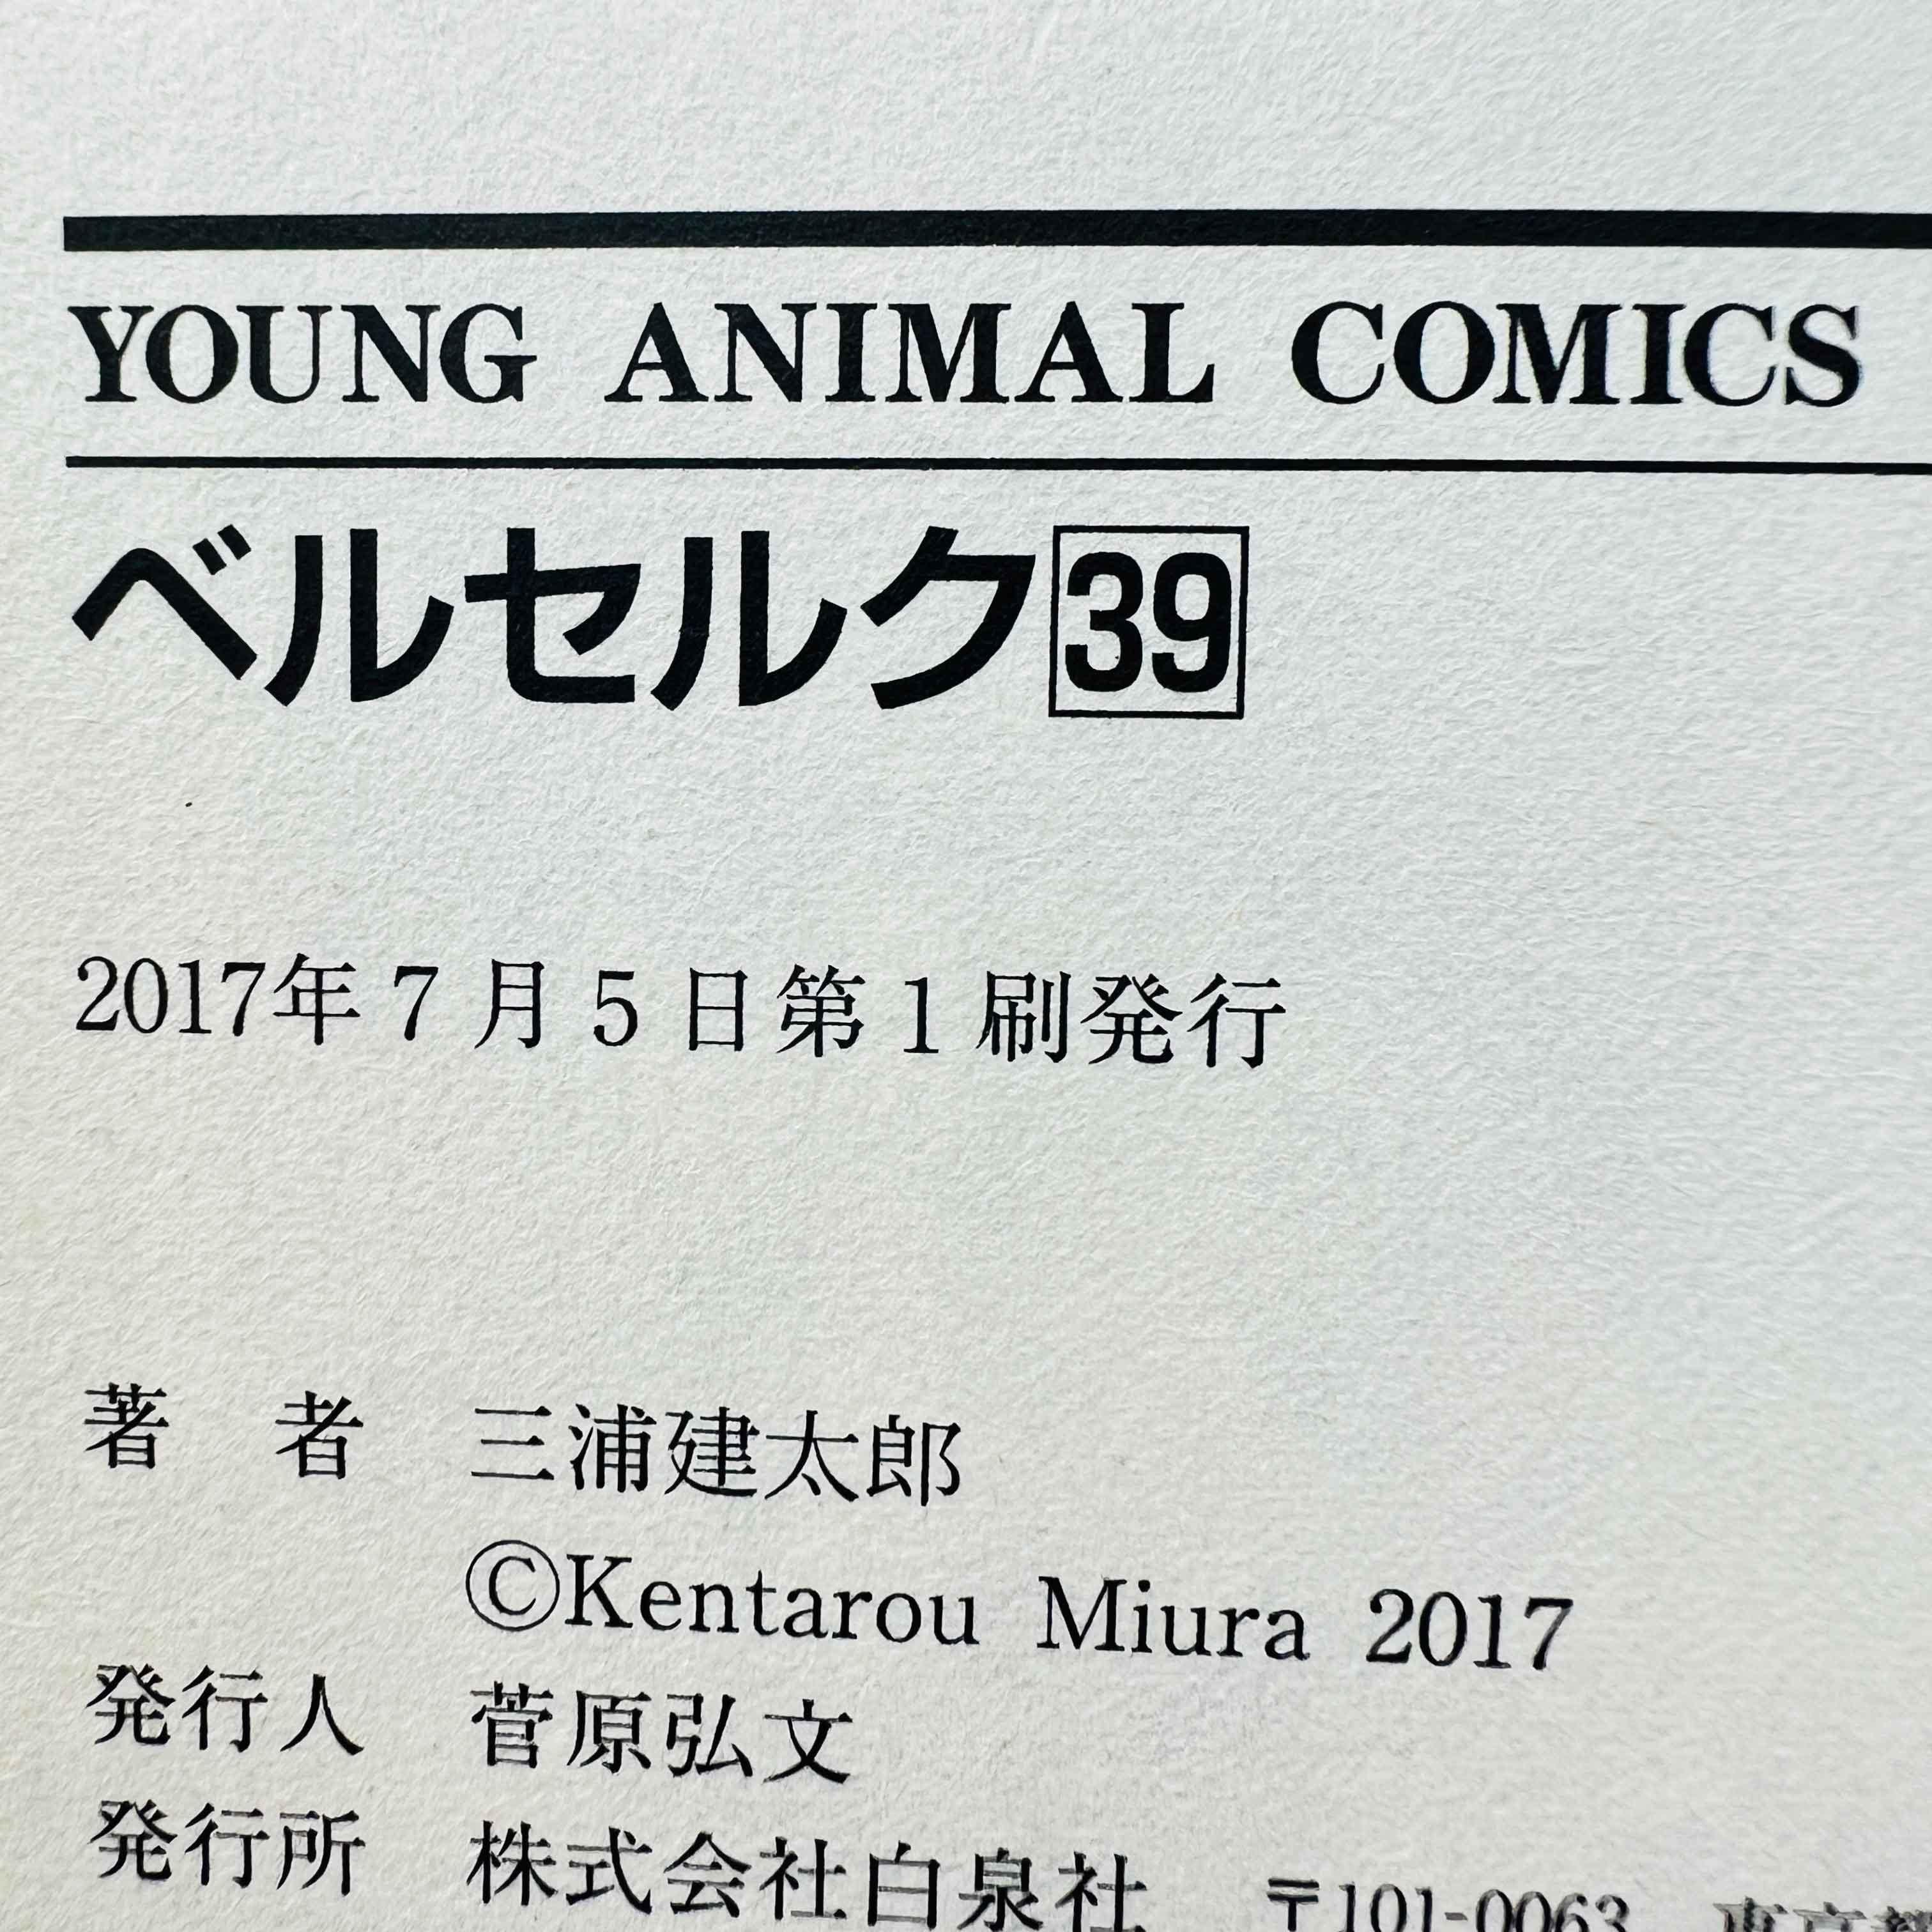 YOUNG ANIMAL COMICS
ベルセルク39
2017年7月5日第1刷発行
著　者　三浦建太郎
©Kentarou Miura 2017
発行人　菅原弘文
発行所　株式会社白泉社　〒101-0063